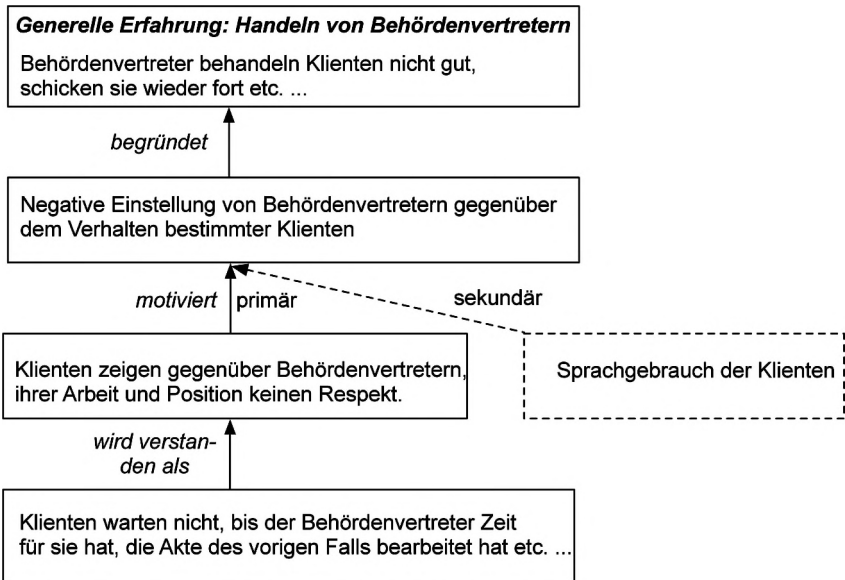 Generelle Erfahrung: Handeln von Behördenvertretern
Behördenvertreter behandeln Klienten nicht gut,
schicken sie wieder fort etc. ...
begründet
Negative Einstellung von Behördenvertretern gegenüber
dem Verhalten bestimmter Klienten
motiviert primär
sekundär
Klienten zeigen gegenüber Behördenvertretern,
ihrer Arbeit und Position keinen Respekt.
Sprachgebrauch der Klienten
wird verstan-
den als
Klienten warten nicht, bis der Behördenvertreter Zeit
für sie hat, die Akte des vorigen Falls bearbeitet hat etc. ...